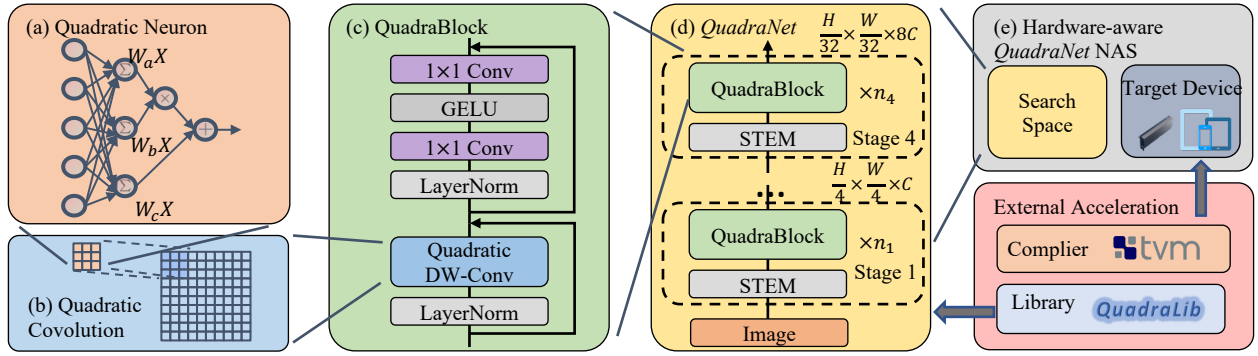 (a) Quadratic Neuron
W_aX
Σ
×
Σ
+
W_bX
Σ
W_cX
(b) Quadratic
Covolution
(c) QuadraBlock
1×1 Conv
GELU
1×1 Conv
LayerNorm
Quadratic
DW-Conv
LayerNorm
(d) QuadraNet
H/32 × W/32 ×8C
QuadraBlock
×n_4
STEM
Stage 4
...
H/4 × W/4 ×C
QuadraBlock
×n_1
Stage 1
STEM
Image
(e) Hardware-aware
QuadraNet NAS
Search
Space
Target Device
External Acceleration
Complier
tvm
Library
QuadraLib